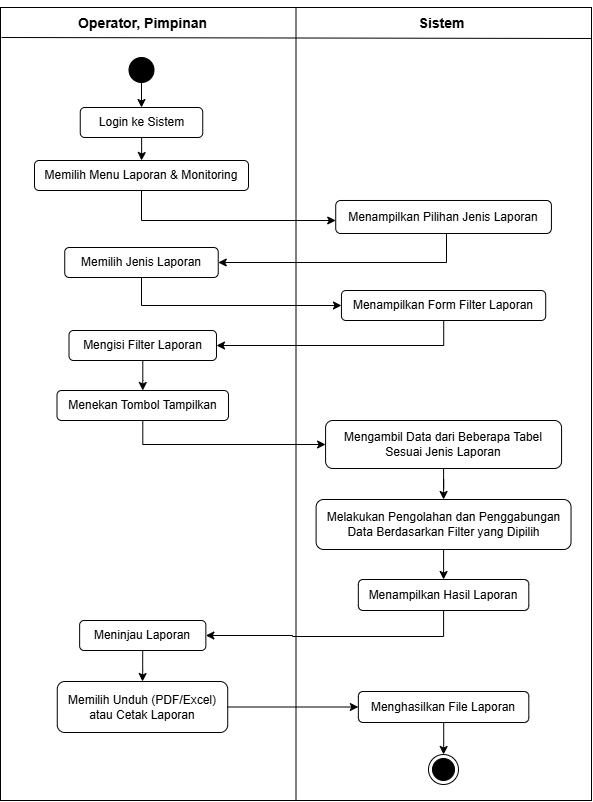 Operator, Pimpinan
Sistem
Login ke Sistem
Memilih Menu Laporan & Monitoring
Menampilkan Pilihan Jenis Laporan
Memilih Jenis Laporan
Menampilkan Form Filter Laporan
Mengisi Filter Laporan
Menekan Tombol Tampilkan
Mengambil Data dari Beberapa Tabel
Sesuai Jenis Laporan
Melakukan Pengolahan dan Penggabungan
Data Berdasarkan Filter yang Dipilih
Menampilkan Hasil Laporan
Meninjau Laporan
Memilih Unduh (PDF/Excel)
atau Cetak Laporan
Menghasilkan File Laporan